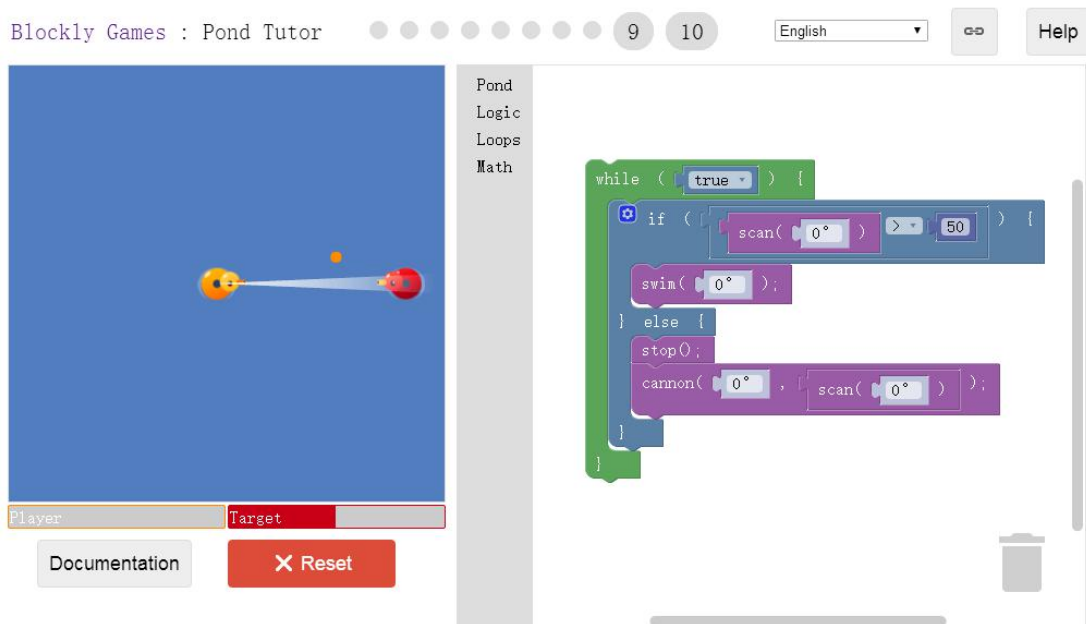 Blockly Games : Pond Tutor 9 10 English Help
Pond
Logic
Loops
Math
while ( true ) {
if ( scan( 0° ) > 50 ) {
swim( 0° );
} else {
stop();
cannon( 0° , scan( 0° ) );
}
}
Player Target
Documentation Reset